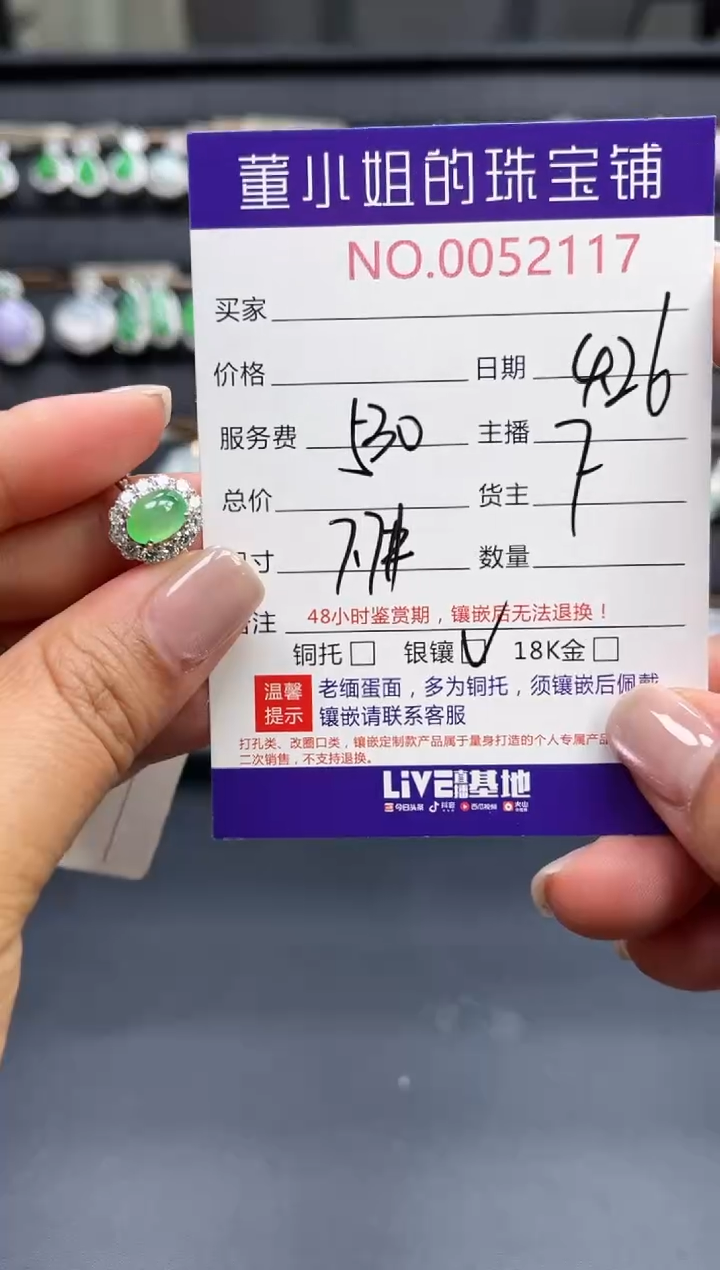 董小姐的珠宝铺
NO.0052117
买家
价格 日期 426
服务费 530 主播
总价 货主
寸 7.7# 数量
注 48小时鉴赏期，镶嵌后无法退换！
铜托 银镶 ✓ 18K金
温馨提示 老缅蛋面，多为铜托，须镶嵌后佩戴
镶嵌请联系客服
打孔类、改圈口类，镶嵌定制款产品属于量身打造的个人专属产品
二次销售，不支持退换。
LiVE直播基地
今日头条 抖音 西瓜视频 火山